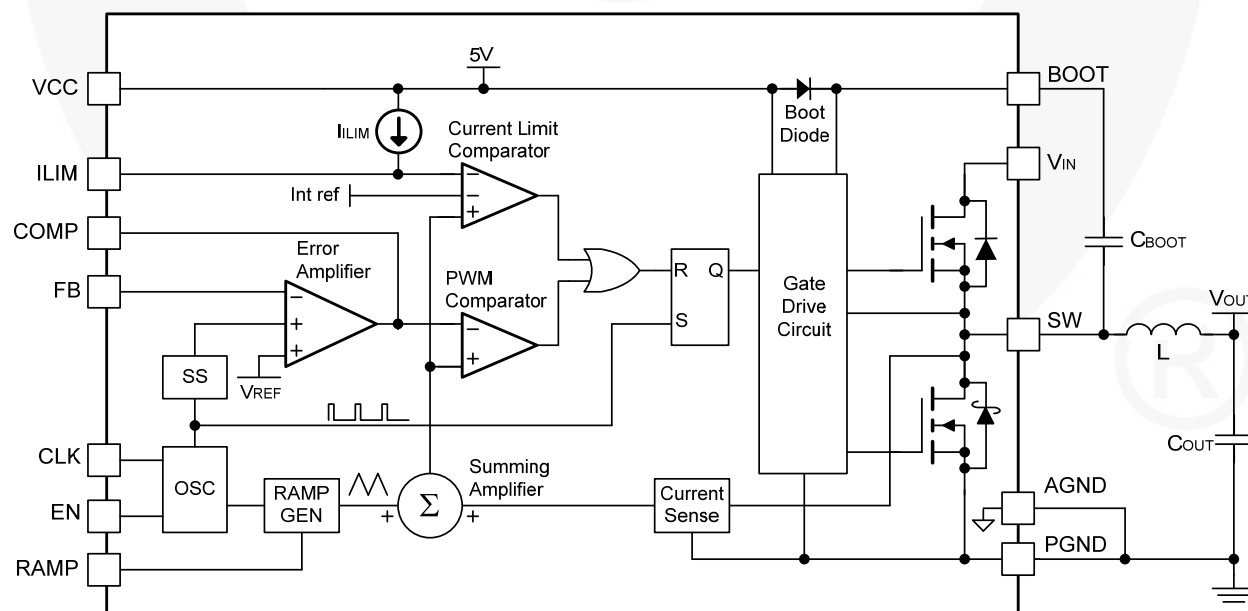 5V
VCC
BOOT
Boot
Diode
IILIM
Current Limit
Comparator
VIN
ILIM
Int ref
−
−
+
COMP
CBOOT
Error
Amplifier
FB
PWM
Comparator
R Q
S
Gate
Drive
Circuit
−
+
+
−
+
SW
VOUT
L
SS
VREF
COUT
CLK
OSC
RAMP
GEN
+
Σ
+
Summing
Amplifier
Current
Sense
AGND
EN
PGND
RAMP
®